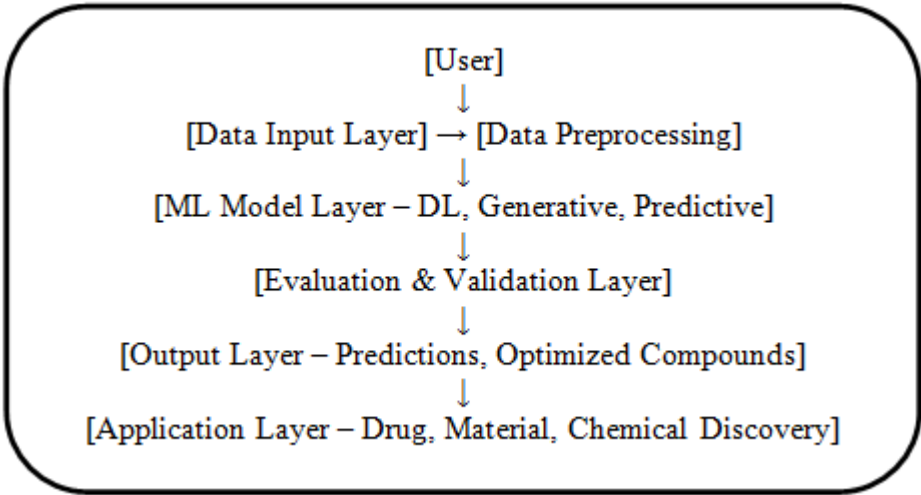 [User]
↓
[Data Input Layer] → [Data Preprocessing]
↓
[ML Model Layer – DL, Generative, Predictive]
↓
[Evaluation & Validation Layer]
↓
[Output Layer – Predictions, Optimized Compounds]
↓
[Application Layer – Drug, Material, Chemical Discovery]